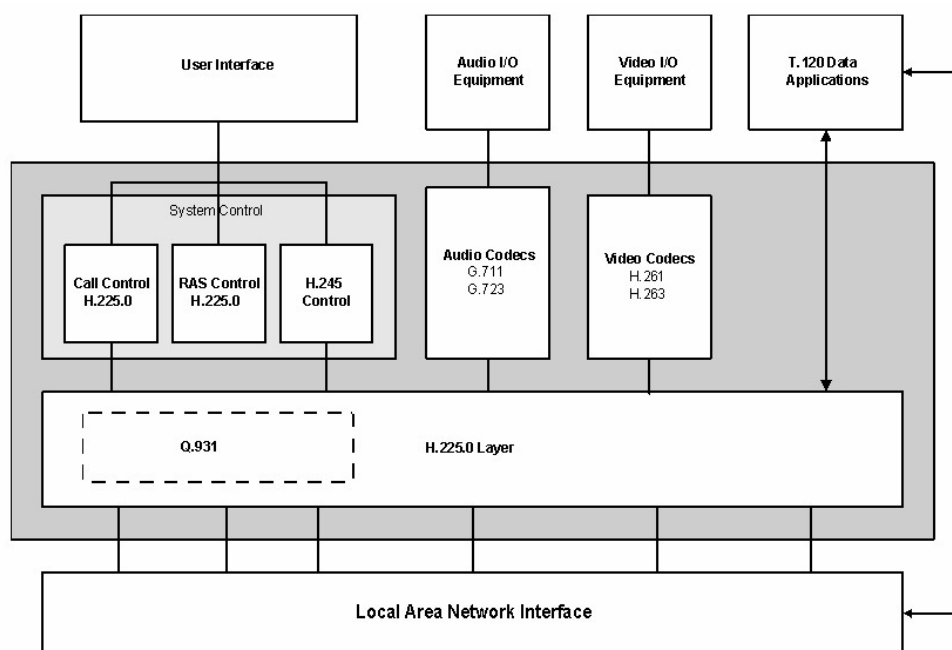 User Interface
Audio I/O
Equipment
Video I/O
Equipment
T.120 Data
Applications
System Control
Call Control
H.225.0
RAS Control
H.225.0
H.245
Control
Audio Codecs
G.711
G.723
Video Codecs
H.261
H.263
Q.931
H.225.0 Layer
Local Area Network Interface